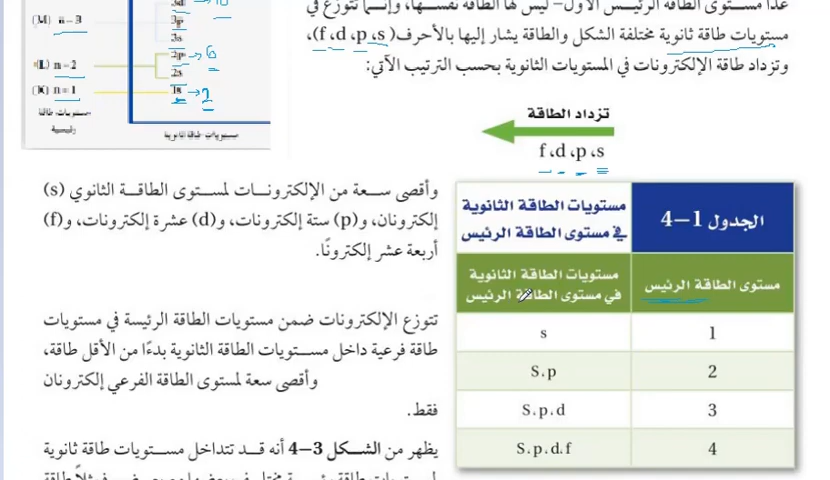 عدا مستوى الطاقة الرئيس الأول– ليس لها الطاقة نفسها، وإنما تتوزع في
مستويات طاقة ثانوية مختلفة الشكل والطاقة يشار إليها بالأحرف (f ،d ،p ،s)،
وتزداد طاقة الإلكترونات في المستويات الثانوية بحسب الترتيب الآتي:
3d
(M) n=3
3p
3s
2p
6
(L) n=2
2s
(K) n=1
1s
2
مستويات طاقة
رئيسية
مستويات طاقة ثانوية
تزداد الطاقة
f ،d ،p ،s
وأقصى سعة من الإلكترونات لمستوى الطاقة الثانوي (s)
إلكترونان، و(p) ستة إلكترونات، و(d) عشرة إلكترونات، و(f)
أربعة عشر إلكترونًا.
تتوزع الإلكترونات ضمن مستويات الطاقة الرئيسة في مستويات
طاقة فرعية داخل مستويات الطاقة الثانوية بدءًا من الأقل طاقة،
وأقصى سعة لمستوى الطاقة الفرعي إلكترونان
فقط.
يظهر من الشكل 3–4 أنه قد تتداخل مستويات طاقة ثانوية
الجدول 1–4
مستويات الطاقة الثانوية
في مستوى الطاقة الرئيس
مستوى الطاقة الرئيس
مستويات الطاقة الثانوية
في مستوى الطاقة الرئيس
1
s
2
S.p
3
S.p.d
4
S.p.d.f